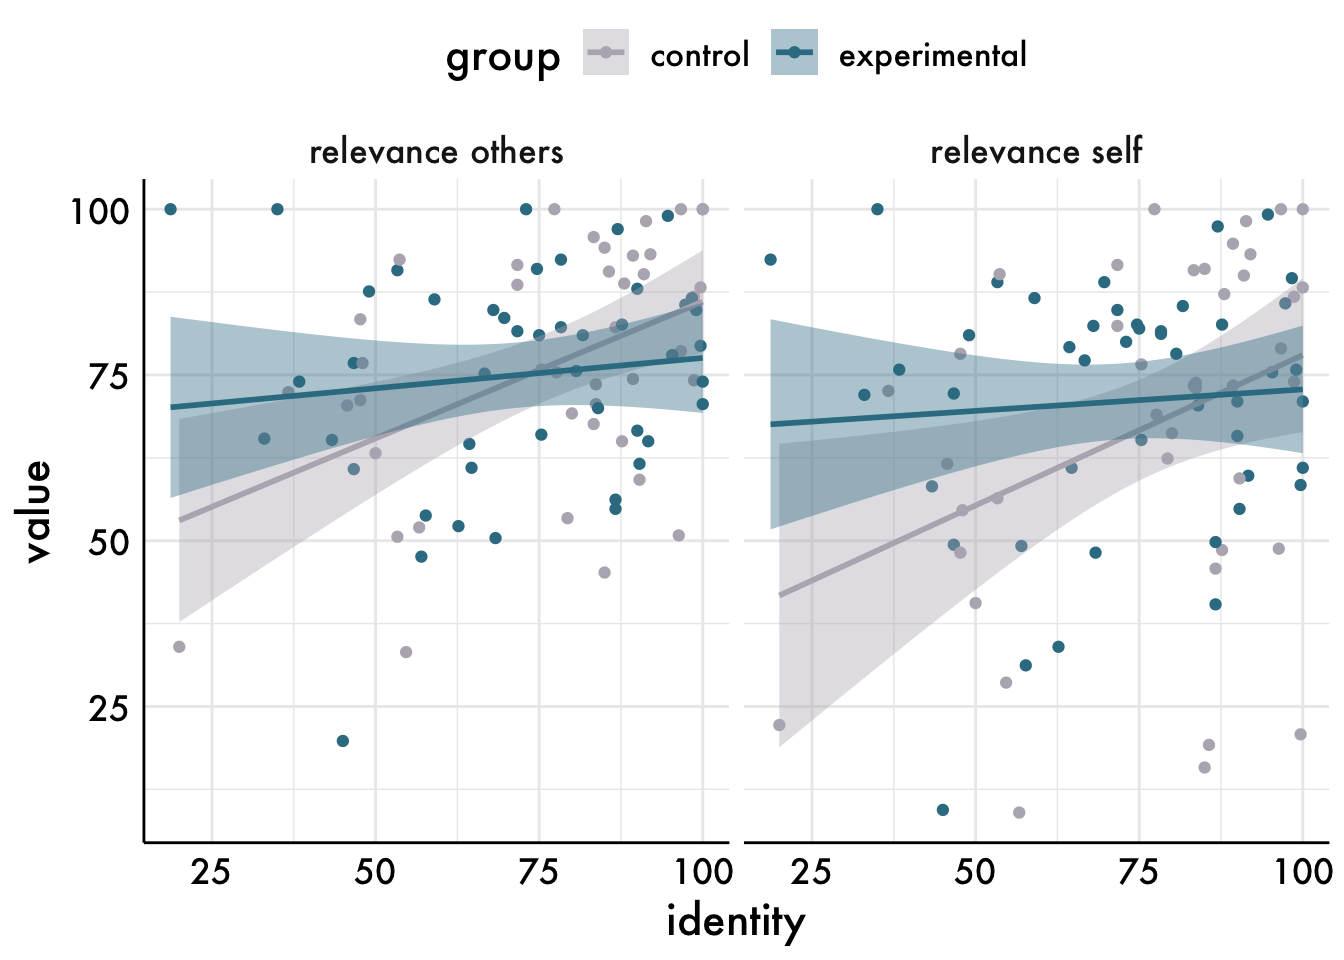 group control experimental
relevance others relevance self
100
75
50
25
value
25 50 75 100 25 50 75 100
identity